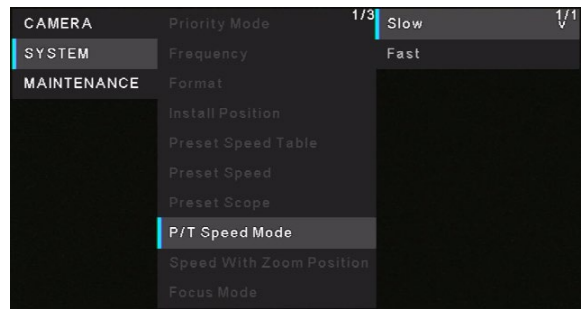 CAMERA
SYSTEM
MAINTENANCE
1/3
Priority Mode
Frequency
Format
Install Position
Preset Speed Table
Preset Speed
Preset Scope
P/T Speed Mode
Speed With Zoom Position
Focus Mode
1/1
Slow
Fast